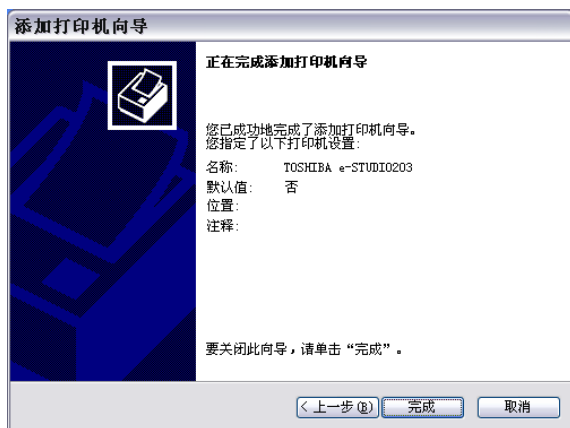 添加打印机向导
正在完成添加打印机向导
您已成功地完成了添加打印机向导。
您指定了以下打印机设置:
名称: TOSHIBA e-STUDIO203
默认值: 否
位置:
注释:
要关闭此向导，请单击“完成”。
< 上一步(B) 完成 取消